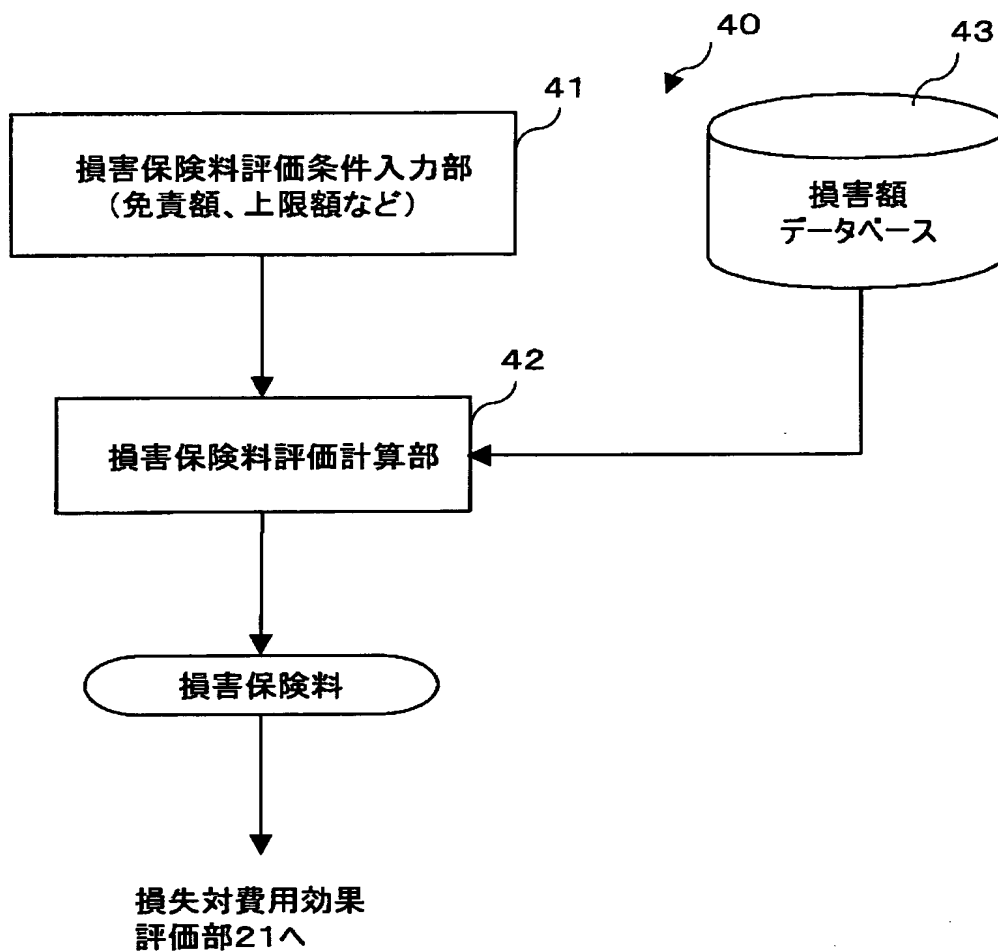 40
43
41
損害保険料評価条件入力部
(免責額、上限額など)
損害額
データベース
42
損害保険料評価計算部
損害保険料
損失対費用効果
評価部21へ